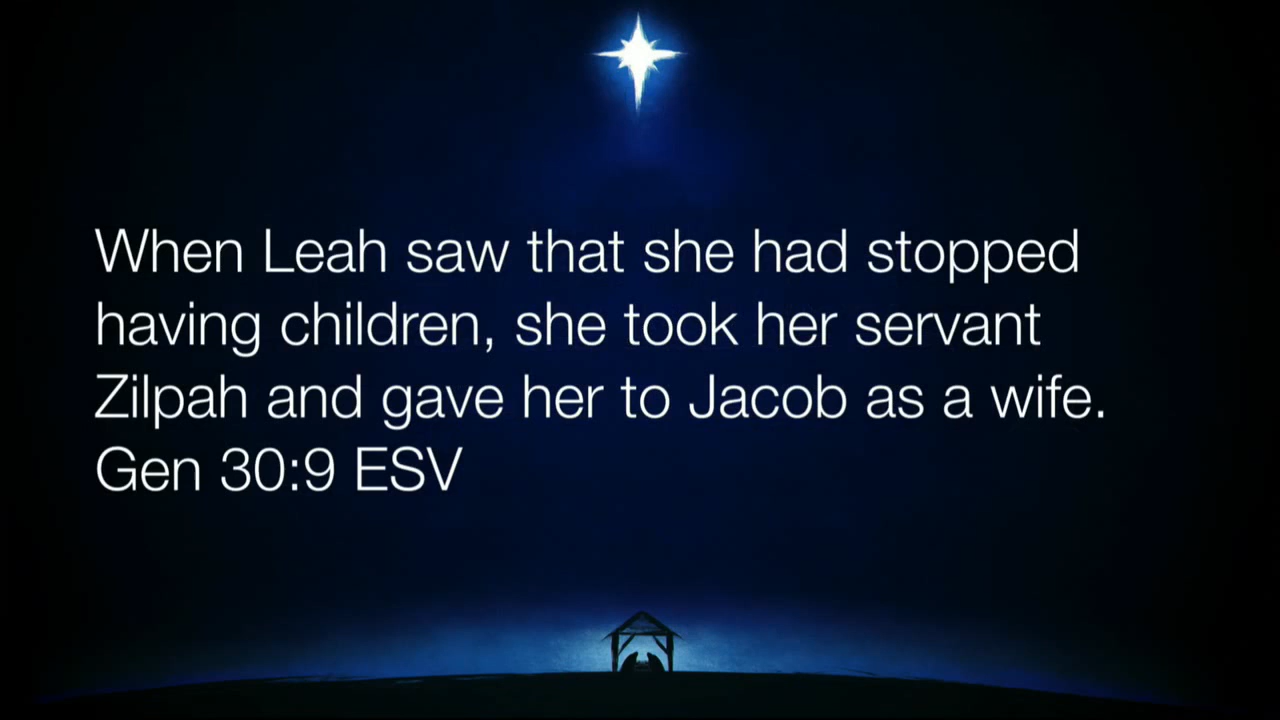 When Leah saw that she had stopped
having children, she took her servant
Zilpah and gave her to Jacob as a wife.
Gen 30:9 ESV